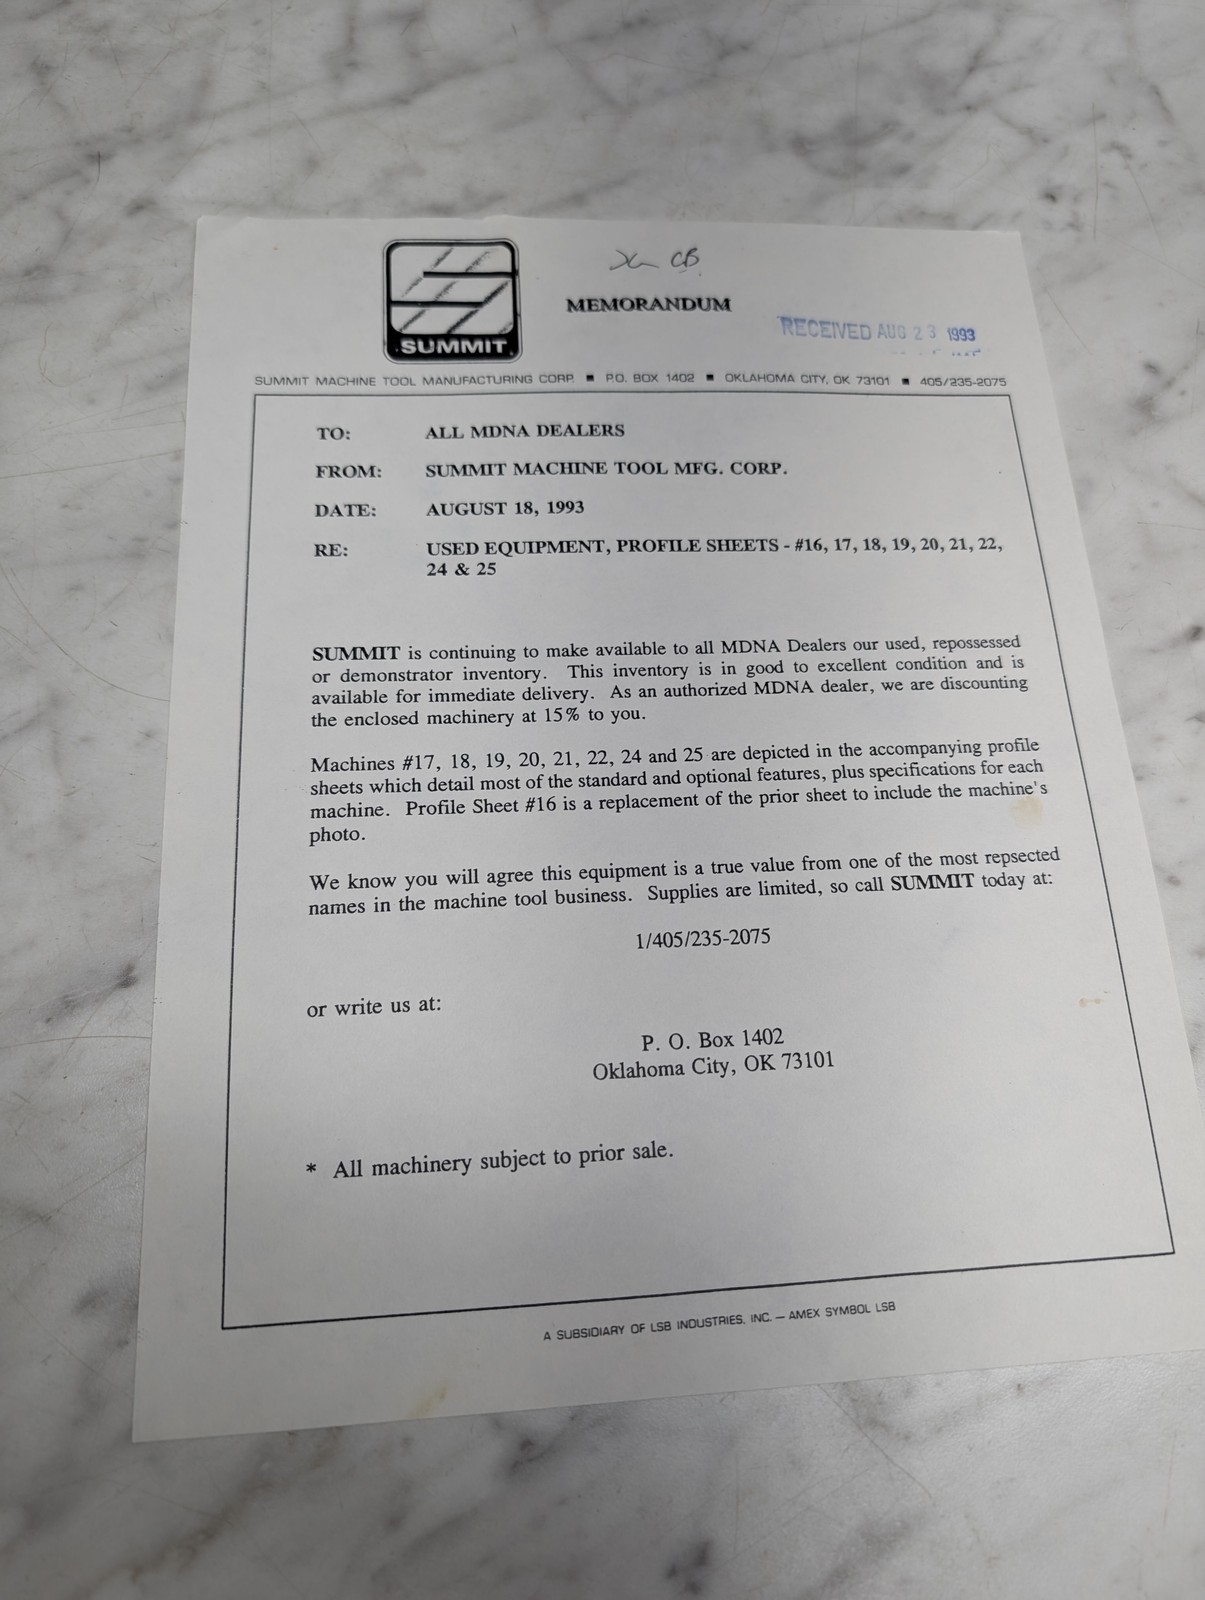 CB
MEMORANDUM
RECEIVED AUG 23 1993
SUMMIT
SUMMIT MACHINE TOOL MANUFACTURING CORP. ■ P.O. BOX 1402 ■ OKLAHOMA CITY, OK 73101 ■ 405/235-2075
TO: ALL MDNA DEALERS
FROM: SUMMIT MACHINE TOOL MFG. CORP.
DATE: AUGUST 18, 1993
RE: USED EQUIPMENT, PROFILE SHEETS - #16, 17, 18, 19, 20, 21, 22,
24 & 25
SUMMIT is continuing to make available to all MDNA Dealers our used, repossessed
or demonstrator inventory. This inventory is in good to excellent condition and is
available for immediate delivery. As an authorized MDNA dealer, we are discounting
the enclosed machinery at 15% to you.
Machines #17, 18, 19, 20, 21, 22, 24 and 25 are depicted in the accompanying profile
sheets which detail most of the standard and optional features, plus specifications for each
machine. Profile Sheet #16 is a replacement of the prior sheet to include the machine's
photo.
We know you will agree this equipment is a true value from one of the most repsected
names in the machine tool business. Supplies are limited, so call SUMMIT today at:
1/405/235-2075
or write us at:
P. O. Box 1402
Oklahoma City, OK 73101
* All machinery subject to prior sale.
A SUBSIDIARY OF LSB INDUSTRIES, INC. — AMEX SYMBOL LSB